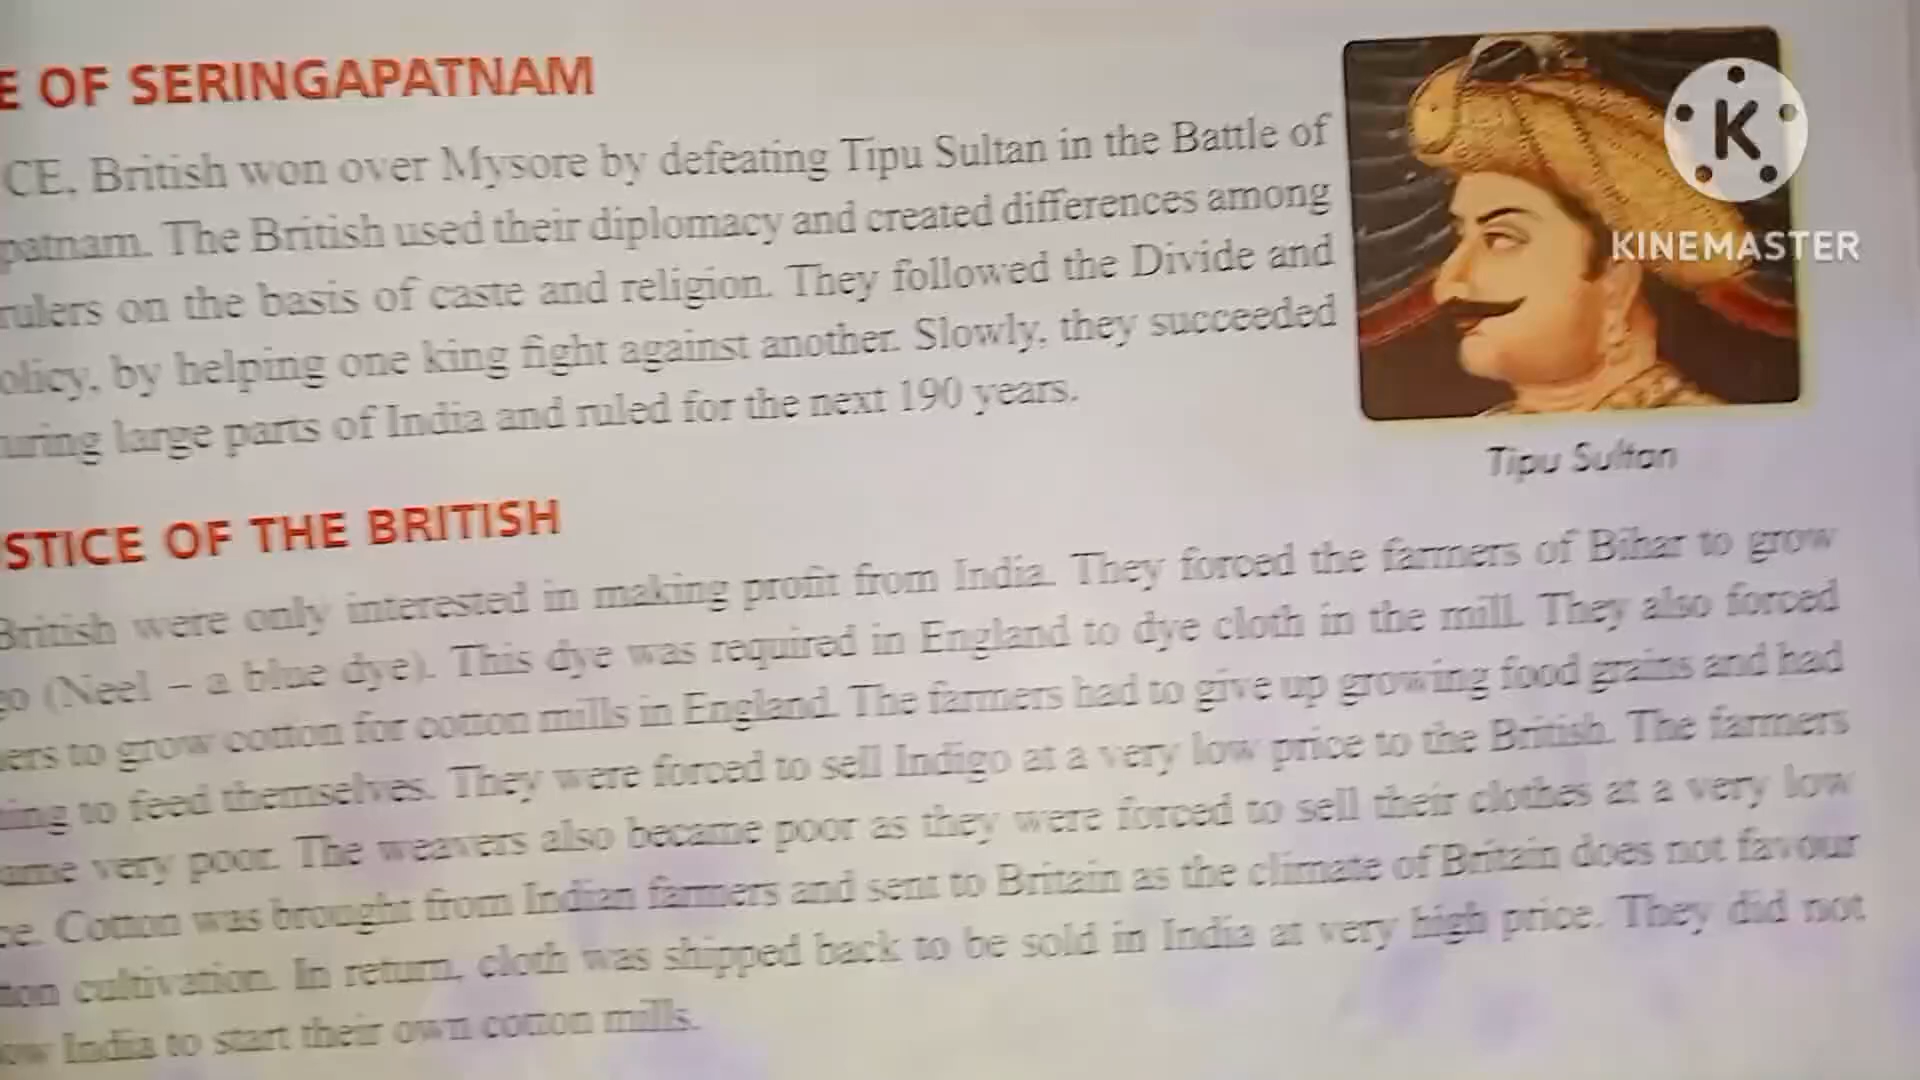 E OF SERINGAPATNAM
CE, British won over Mysore by defeating Tipu Sultan in the Battle of
patnam. The British used their diplomacy and created differences among
rulers on the basis of caste and religion. They followed the Divide and
olicy, by helping one king fight against another. Slowly, they succeeded
uring large parts of India and ruled for the next 190 years.
K
KINEMASTER
Tipu Sultan
STICE OF THE BRITISH
British were only interested in making profit from India. They forced the farmers of Bihar to grow
go (Neel – a blue dye). This dye was required in England to dye cloth in the mill. They also forced
ers to grow cotton for cotton mills in England. The farmers had to give up growing food grains and had
hing to feed themselves. They were forced to sell Indigo at a very low price to the British. The farmers
ame very poor. The weavers also became poor as they were forced to sell their clothes at a very low
ce. Cotton was brought from Indian farmers and sent to Britain as the climate of Britain does not favour
tton cultivation. In return, cloth was shipped back to be sold in India at very high price. They did not
ow India to start their own cotton mills.